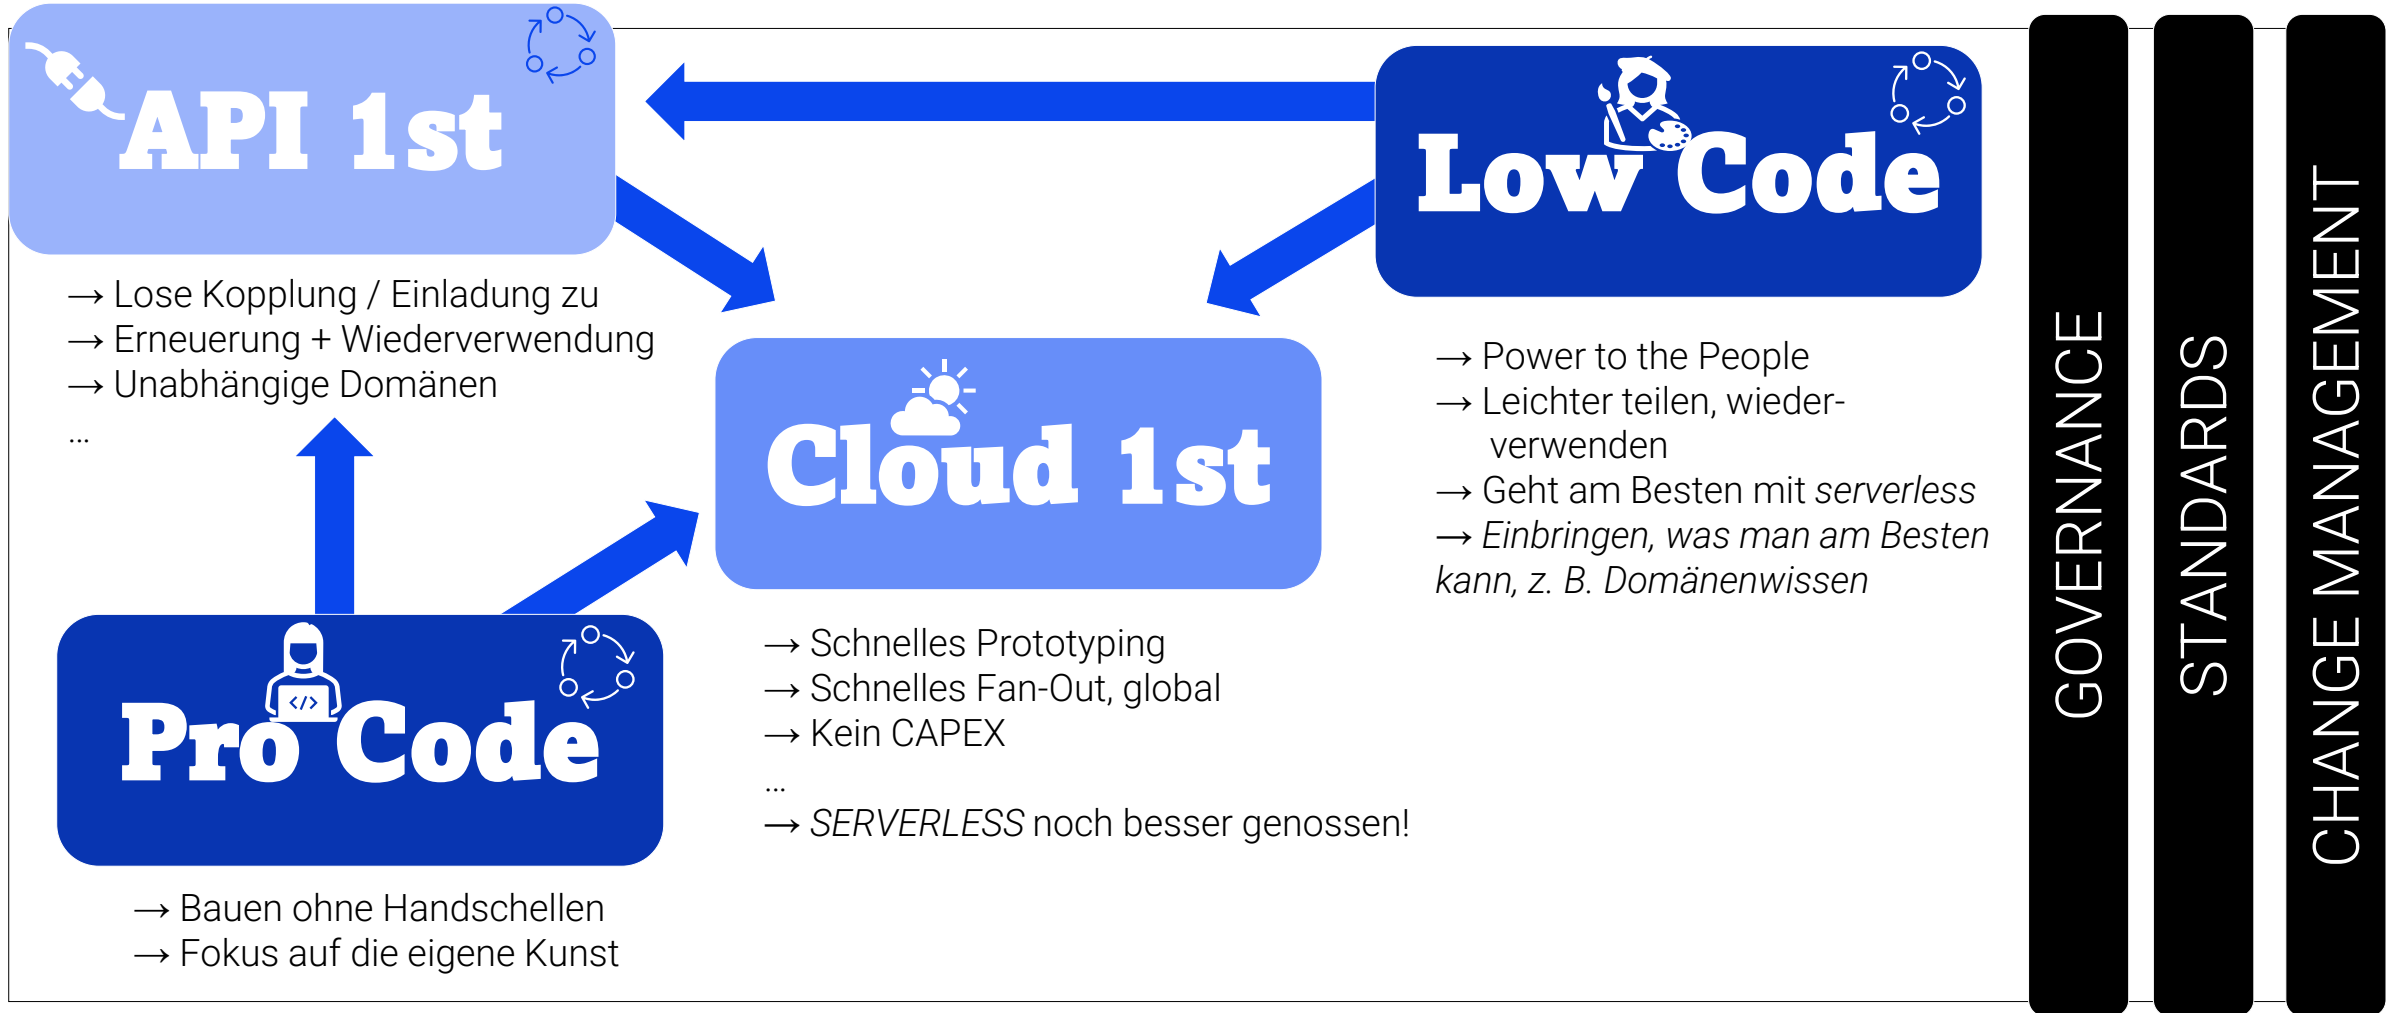 API 1st
→ Lose Kopplung / Einladung zu
→ Erneuerung + Wiederverwendung
→ Unabhängige Domänen
...
Low Code
→ Power to the People
→ Leichter teilen, wieder-
verwenden
→ Geht am Besten mit serverless
→ Einbringen, was man am Besten
kann, z. B. Domänenwissen
Cloud 1st
→ Schnelles Prototyping
→ Schnelles Fan-Out, global
→ Kein CAPEX
...
→ SERVERLESS noch besser genossen!
</>
Pro Code
→ Bauen ohne Handschellen
→ Fokus auf die eigene Kunst
GOVERNANCE
STANDARDS
CHANGE MANAGEMENT